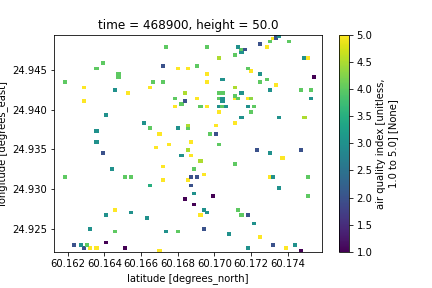 time = 468900, height = 50.0
24.945
24.940
24.935
24.930
24.925
longitude [degrees_east]
60.162 60.164 60.166 60.168 60.170 60.172 60.174
latitude [degrees_north]
5.0
4.5
4.0
3.5
3.0
2.5
2.0
1.5
1.0
air quality index [unitless,
1.0 to 5.0] [None]